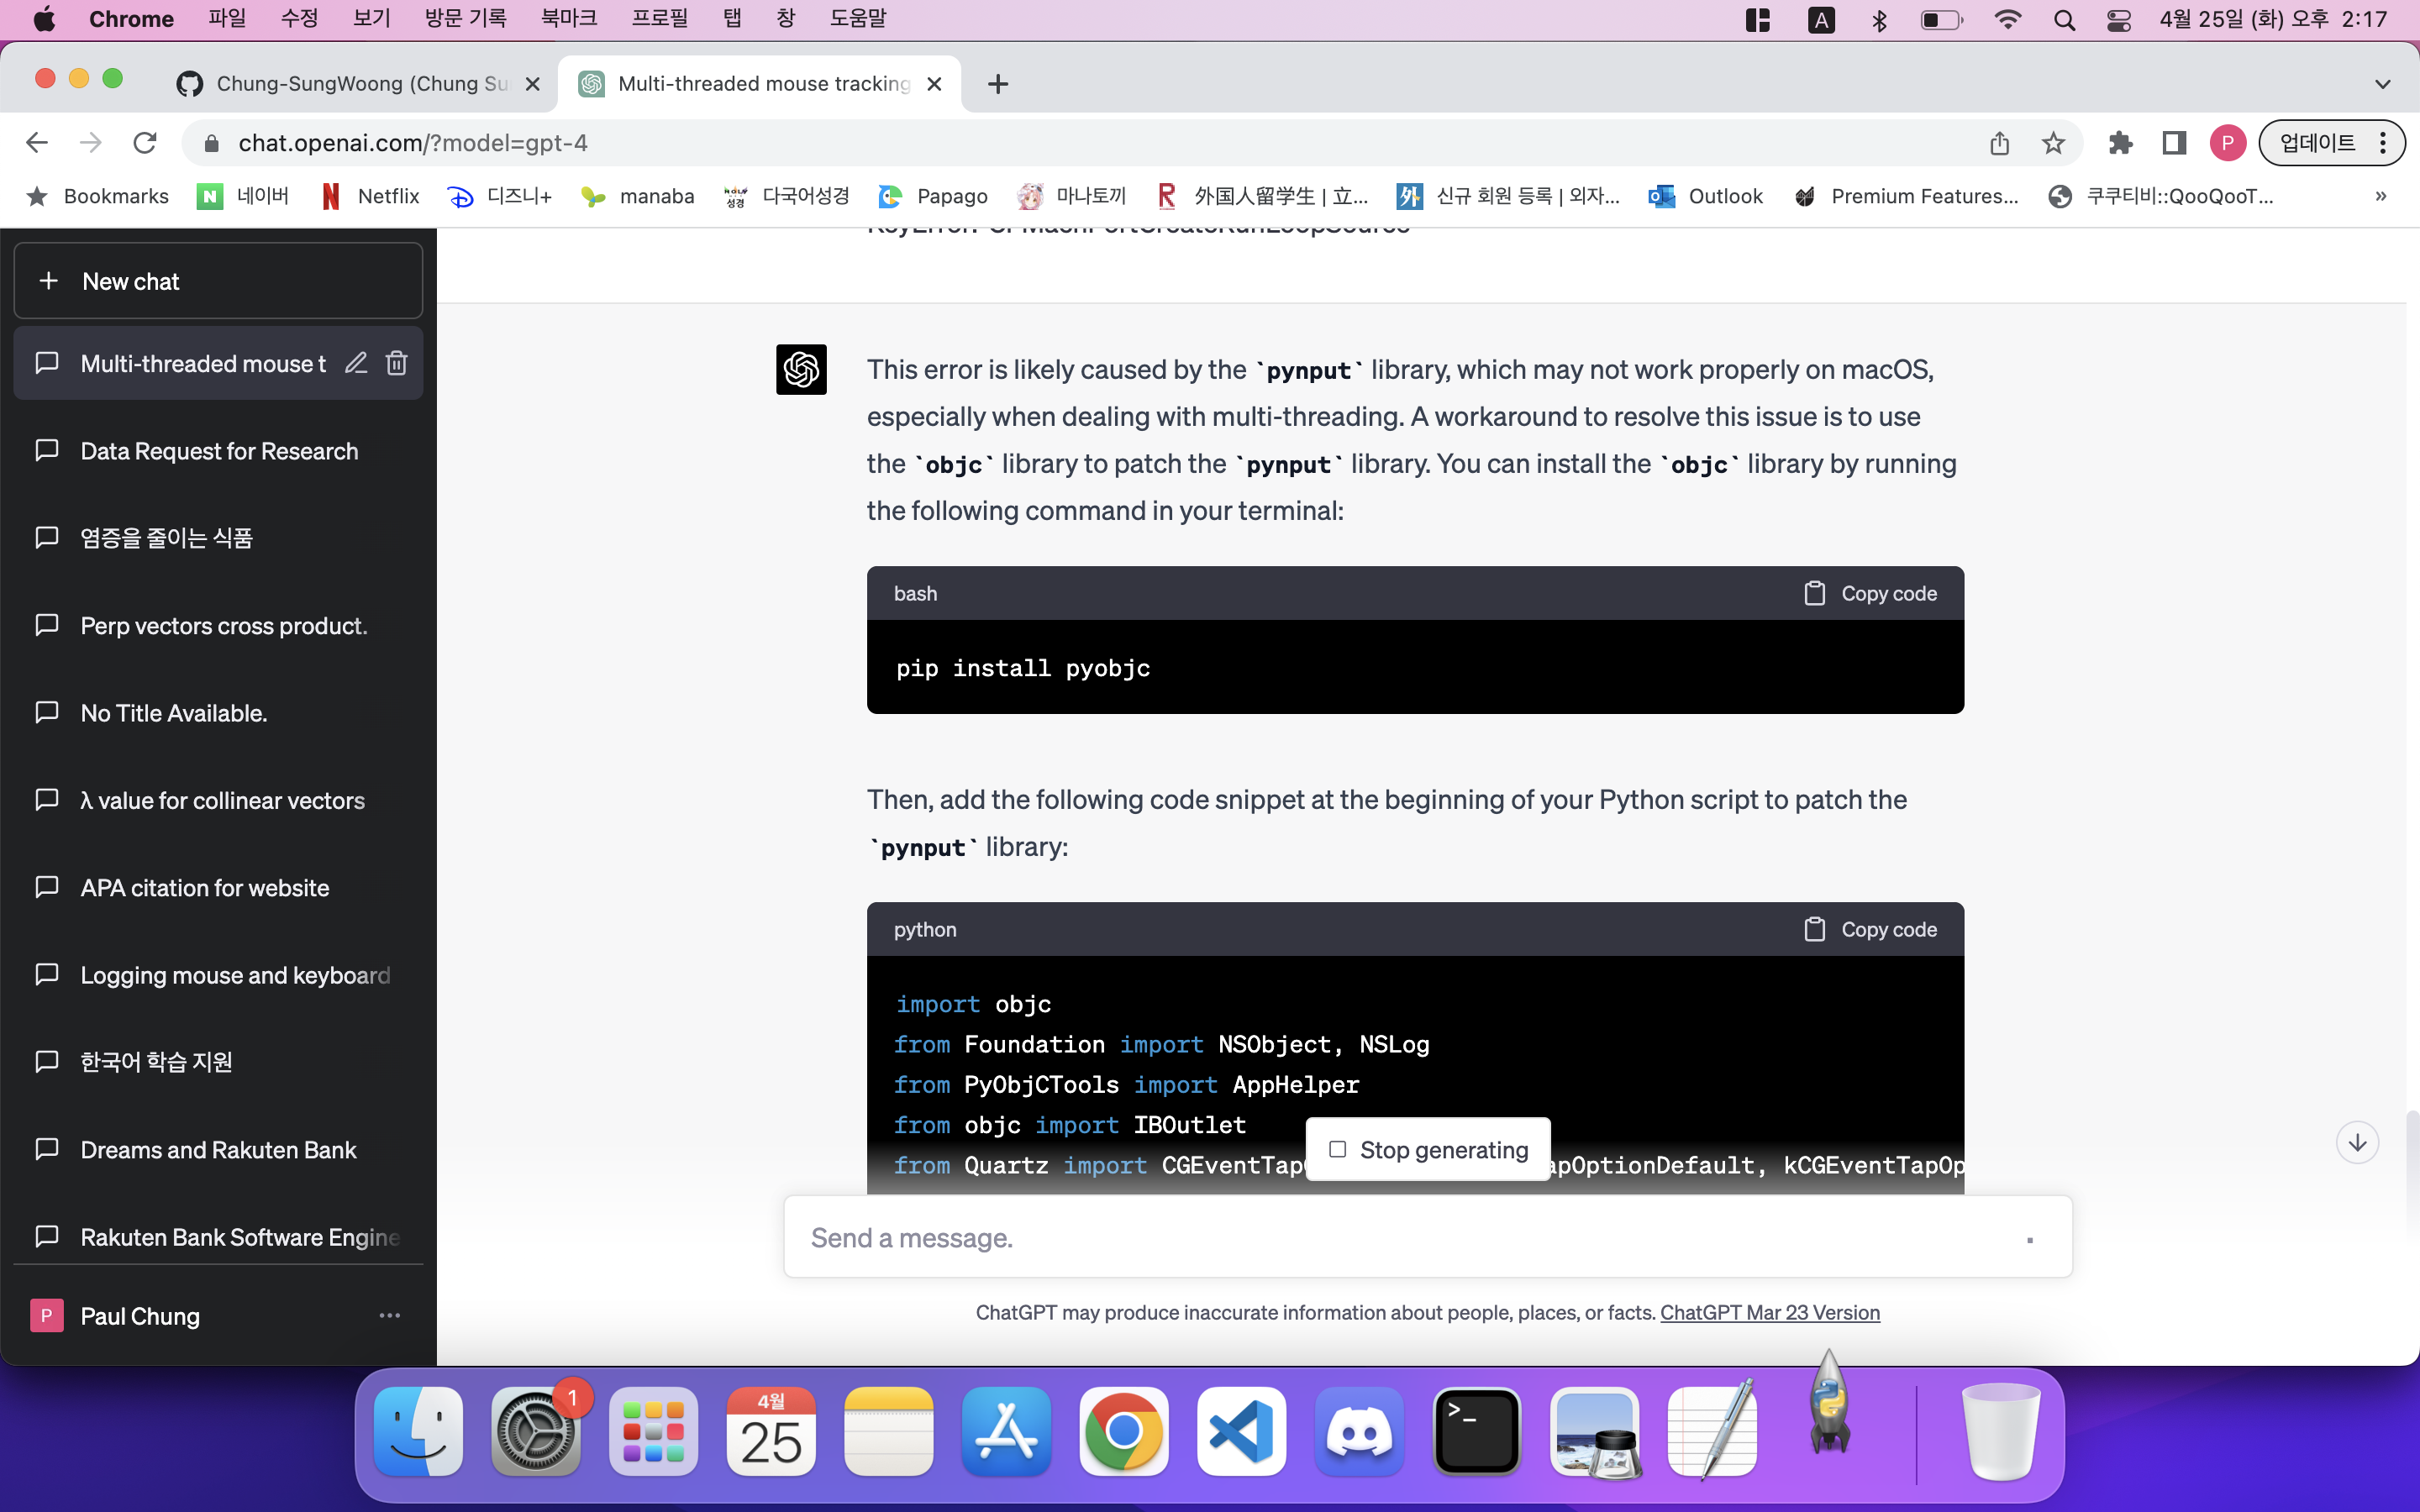 Chrome 파일 수정 보기 방문 기록 북마크 프로필 탭 창 도움말 A 4월 25일 (화) 오후 2:17
Chung-SungWoong (Chung Su
Multi-threaded mouse tracking
chat.openai.com/?model=gpt-4
P
업데이트
Bookmarks
N 네이버
N Netflix
디즈니+
manaba
성경 다국어성경
Papago
마나토끼
R 外国人留学生 | 立...
外 신규 회원 등록 | 외자...
Outlook
Premium Features...
쿠쿠티비::QooQooT...
»
New chat
Multi-threaded mouse t
Data Request for Research
염증을 줄이는 식품
Perp vectors cross product.
No Title Available.
λ value for collinear vectors
APA citation for website
Logging mouse and keyboard
한국어 학습 지원
Dreams and Rakuten Bank
Rakuten Bank Software Engine
P Paul Chung
...
This error is likely caused by the `pynput` library, which may not work properly on macOS,
especially when dealing with multi-threading. A workaround to resolve this issue is to use
the `objc` library to patch the `pynput` library. You can install the `objc` library by running
the following command in your terminal:
bash Copy code
pip install pyobjc
Then, add the following code snippet at the beginning of your Python script to patch the
`pynput` library:
python Copy code
import objc
from Foundation import NSObject, NSLog
from PyObjCTools import AppHelper
from objc import IBOutlet
from Quartz import CGEventTap apOptionDefault, kCGEventTapOp
Stop generating
Send a message.
ChatGPT may produce inaccurate information about people, places, or facts. ChatGPT Mar 23 Version
1
4월
25
>_